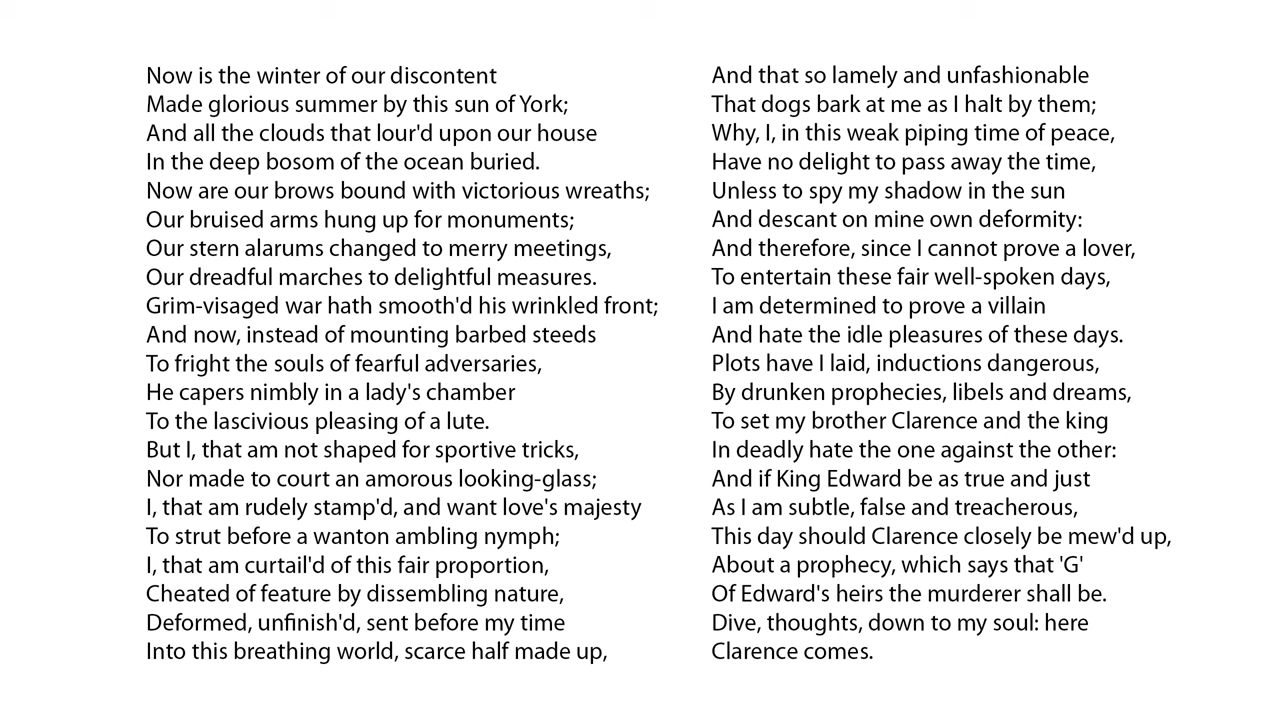 Now is the winter of our discontent
Made glorious summer by this sun of York;
And all the clouds that lour'd upon our house
In the deep bosom of the ocean buried.
Now are our brows bound with victorious wreaths;
Our bruised arms hung up for monuments;
Our stern alarums changed to merry meetings,
Our dreadful marches to delightful measures.
Grim-visaged war hath smooth'd his wrinkled front;
And now, instead of mounting barbed steeds
To fright the souls of fearful adversaries,
He capers nimbly in a lady's chamber
To the lascivious pleasing of a lute.
But I, that am not shaped for sportive tricks,
Nor made to court an amorous looking-glass;
I, that am rudely stamp'd, and want love's majesty
To strut before a wanton ambling nymph;
I, that am curtail'd of this fair proportion,
Cheated of feature by dissembling nature,
Deformed, unfinish'd, sent before my time
Into this breathing world, scarce half made up,
And that so lamely and unfashionable
That dogs bark at me as I halt by them;
Why, I, in this weak piping time of peace,
Have no delight to pass away the time,
Unless to spy my shadow in the sun
And descant on mine own deformity:
And therefore, since I cannot prove a lover,
To entertain these fair well-spoken days,
I am determined to prove a villain
And hate the idle pleasures of these days.
Plots have I laid, inductions dangerous,
By drunken prophecies, libels and dreams,
To set my brother Clarence and the king
In deadly hate the one against the other:
And if King Edward be as true and just
As I am subtle, false and treacherous,
This day should Clarence closely be mew'd up,
About a prophecy, which says that 'G'
Of Edward's heirs the murderer shall be.
Dive, thoughts, down to my soul: here
Clarence comes.